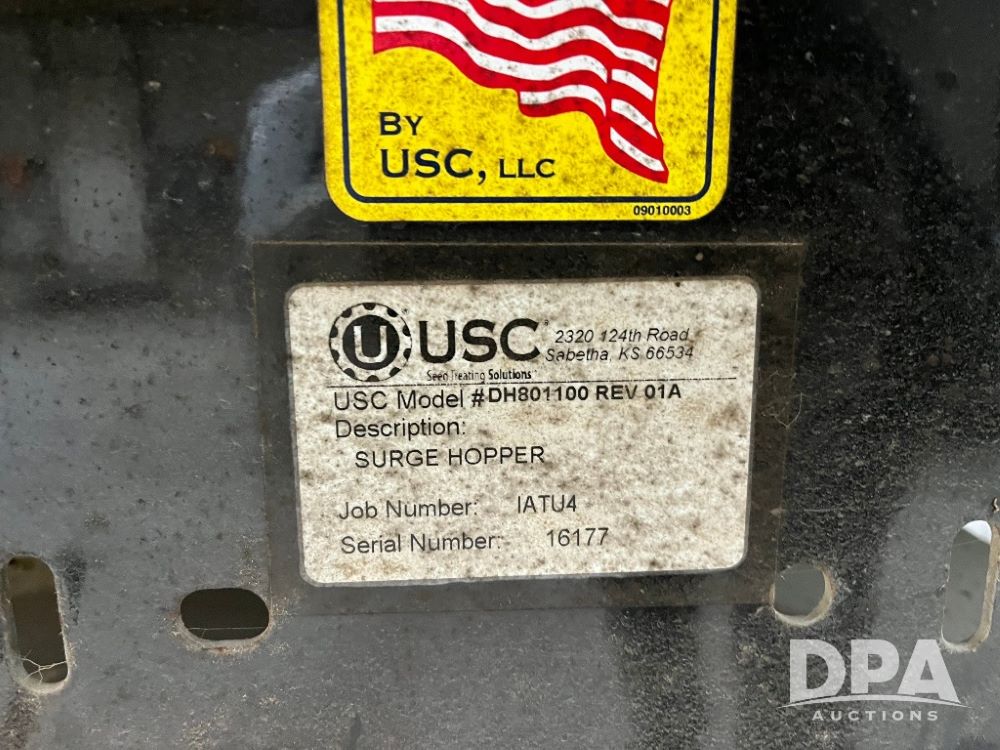 BY
USC, LLC
09010003
U USC 2320 124th Road
Sabetha, KS 66534
Seed Treating Solutions
USC Model #DH801100 REV 01A
Description:
SURGE HOPPER
Job Number: IATU4
Serial Number: 16177
DPA
AUCTIONS